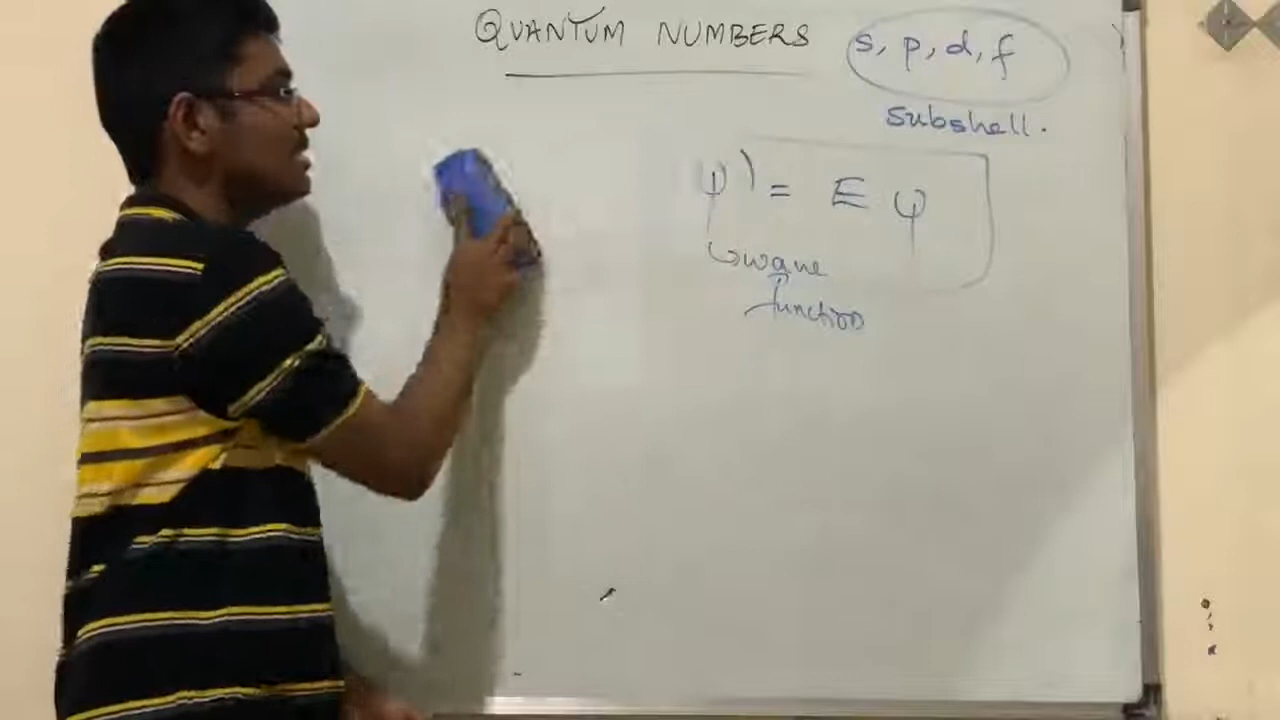 QUANTUM NUMBERS
s, p, d, f
subshell.
ψ) = E ψ
wave
function